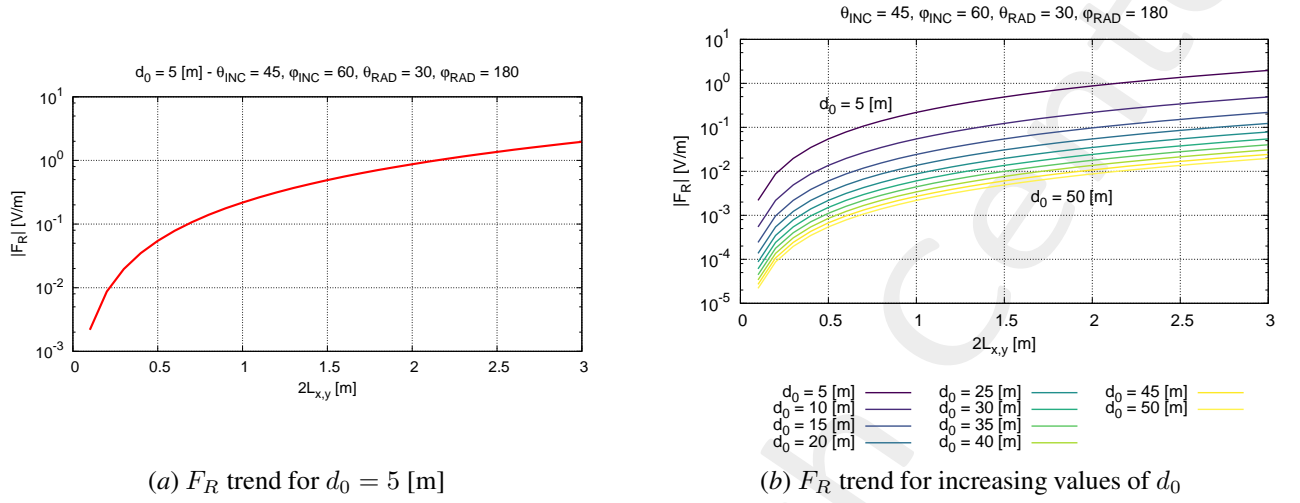 d0 = 5 [m] - θINC = 45, φINC = 60, θRAD = 30, φRAD = 180
|FR| [V/m]
10^1
10^0
10^-1
10^-2
10^-3
0 0.5 1 1.5 2 2.5 3
2Lx,y [m]
(a) FR trend for d0 = 5 [m]
θINC = 45, φINC = 60, θRAD = 30, φRAD = 180
|FR| [V/m]
10^1
10^0
10^-1
10^-2
10^-3
10^-4
10^-5
d0 = 5 [m]
d0 = 50 [m]
0 0.5 1 1.5 2 2.5 3
2Lx,y [m]
d0 = 5 [m] d0 = 25 [m] d0 = 45 [m]
d0 = 10 [m] d0 = 30 [m] d0 = 50 [m]
d0 = 15 [m] d0 = 35 [m]
d0 = 20 [m] d0 = 40 [m]
(b) FR trend for increasing values of d0